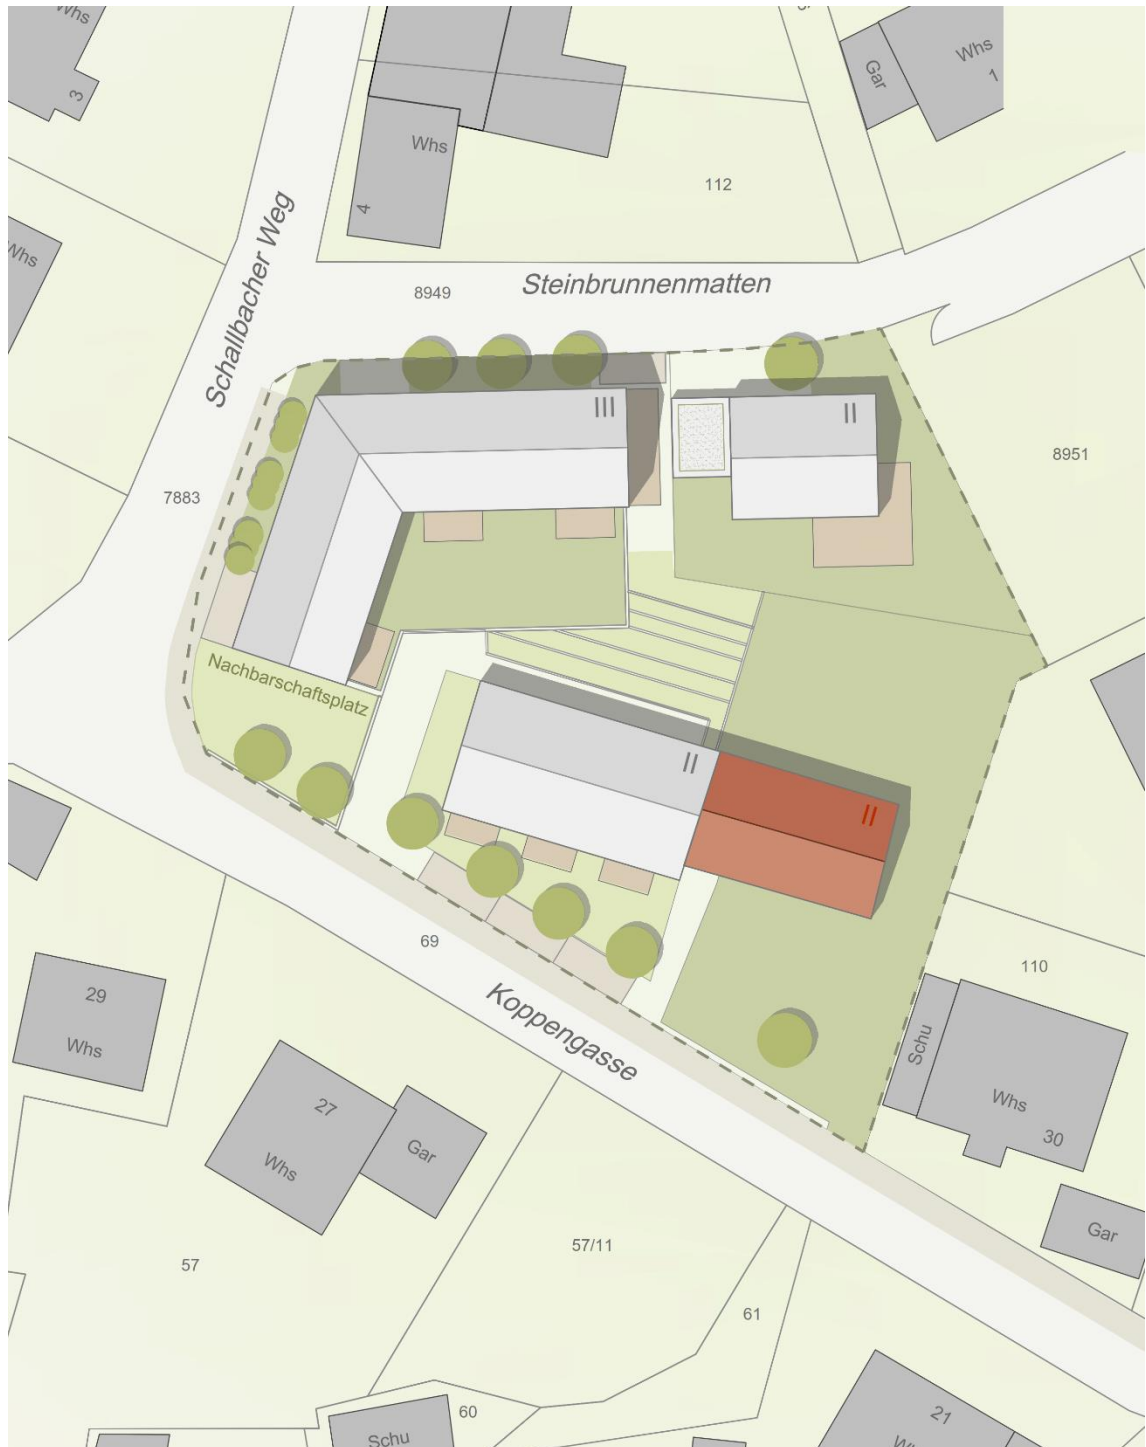 Whs
3
Whs
4
112
Gar
Whs
1
Whs
Schallbacher Weg
8949
Steinbrunnenmatten
7883
III
II
8951
Nachbarschaftsplatz
II
II
69
Koppengasse
110
Schu
Whs
30
Gar
29
Whs
27
Whs
Gar
57
57/11
61
60
Schu
21